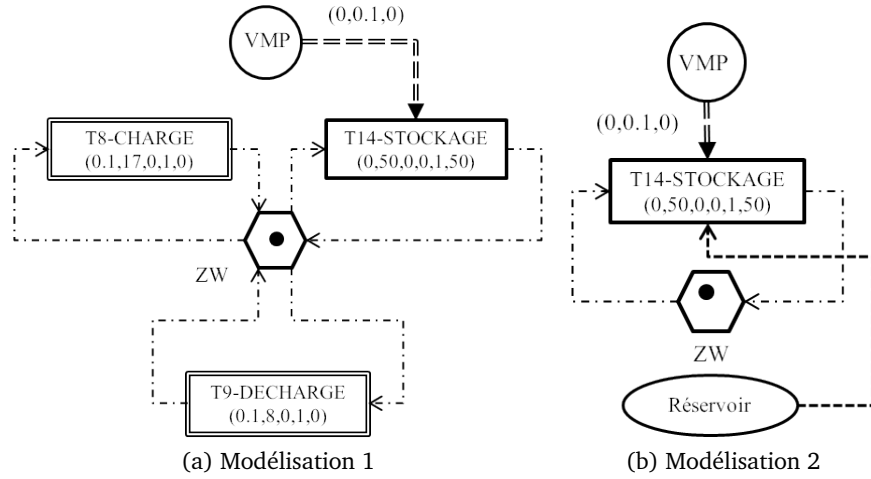 (0,0.1,0)
VMP
T8-CHARGE
(0.1,17,0,1,0)
T14-STOCKAGE
(0,50,0,0,1,50)
ZW
T9-DECHARGE
(0.1,8,0,1,0)
(a) Modélisation 1
VMP
(0,0.1,0)
T14-STOCKAGE
(0,50,0,0,1,50)
ZW
Réservoir
(b) Modélisation 2